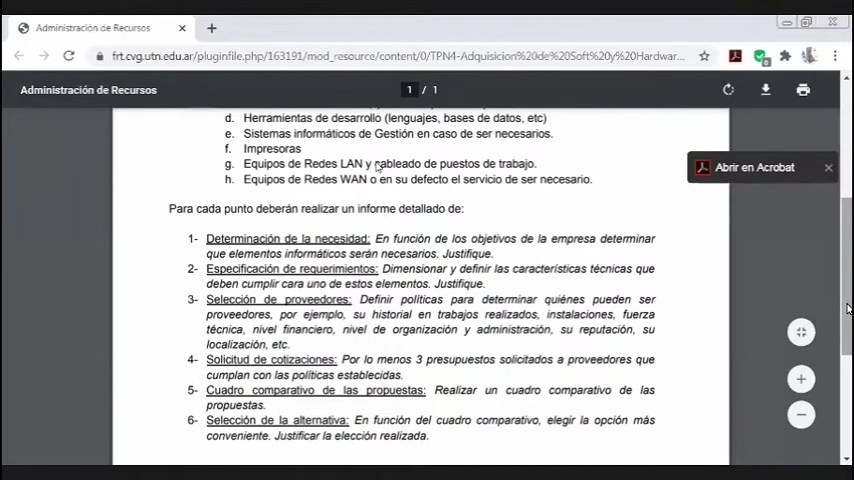 Administración de Recursos
frt.cvg.utn.edu.ar/pluginfile.php/163191/mod_resource/content/0/TPN4-Adquisicion%20de%20Soft%20y%20Hardwar...
Administración de Recursos
1 / 1
d. Herramientas de desarrollo (lenguajes, bases de datos, etc)
e. Sistemas informáticos de Gestión en caso de ser necesarios.
f. Impresoras
g. Equipos de Redes LAN y cableado de puestos de trabajo.
h. Equipos de Redes WAN o en su defecto el servicio de ser necesario.
Abrir en Acrobat
Para cada punto deberán realizar un informe detallado de:
1- Determinación de la necesidad: En función de los objetivos de la empresa determinar
que elementos informáticos serán necesarios. Justifique.
2- Especificación de requerimientos: Dimensionar y definir las características técnicas que
deben cumplir cara uno de estos elementos. Justifique.
3- Selección de proveedores: Definir políticas para determinar quiénes pueden ser
proveedores, por ejemplo, su historial en trabajos realizados, instalaciones, fuerza
técnica, nivel financiero, nivel de organización y administración, su reputación, su
localización, etc.
4- Solicitud de cotizaciones: Por lo menos 3 presupuestos solicitados a proveedores que
cumplan con las políticas establecidas.
5- Cuadro comparativo de las propuestas: Realizar un cuadro comparativo de las
propuestas.
6- Selección de la alternativa: En función del cuadro comparativo, elegir la opción más
conveniente. Justificar la elección realizada.